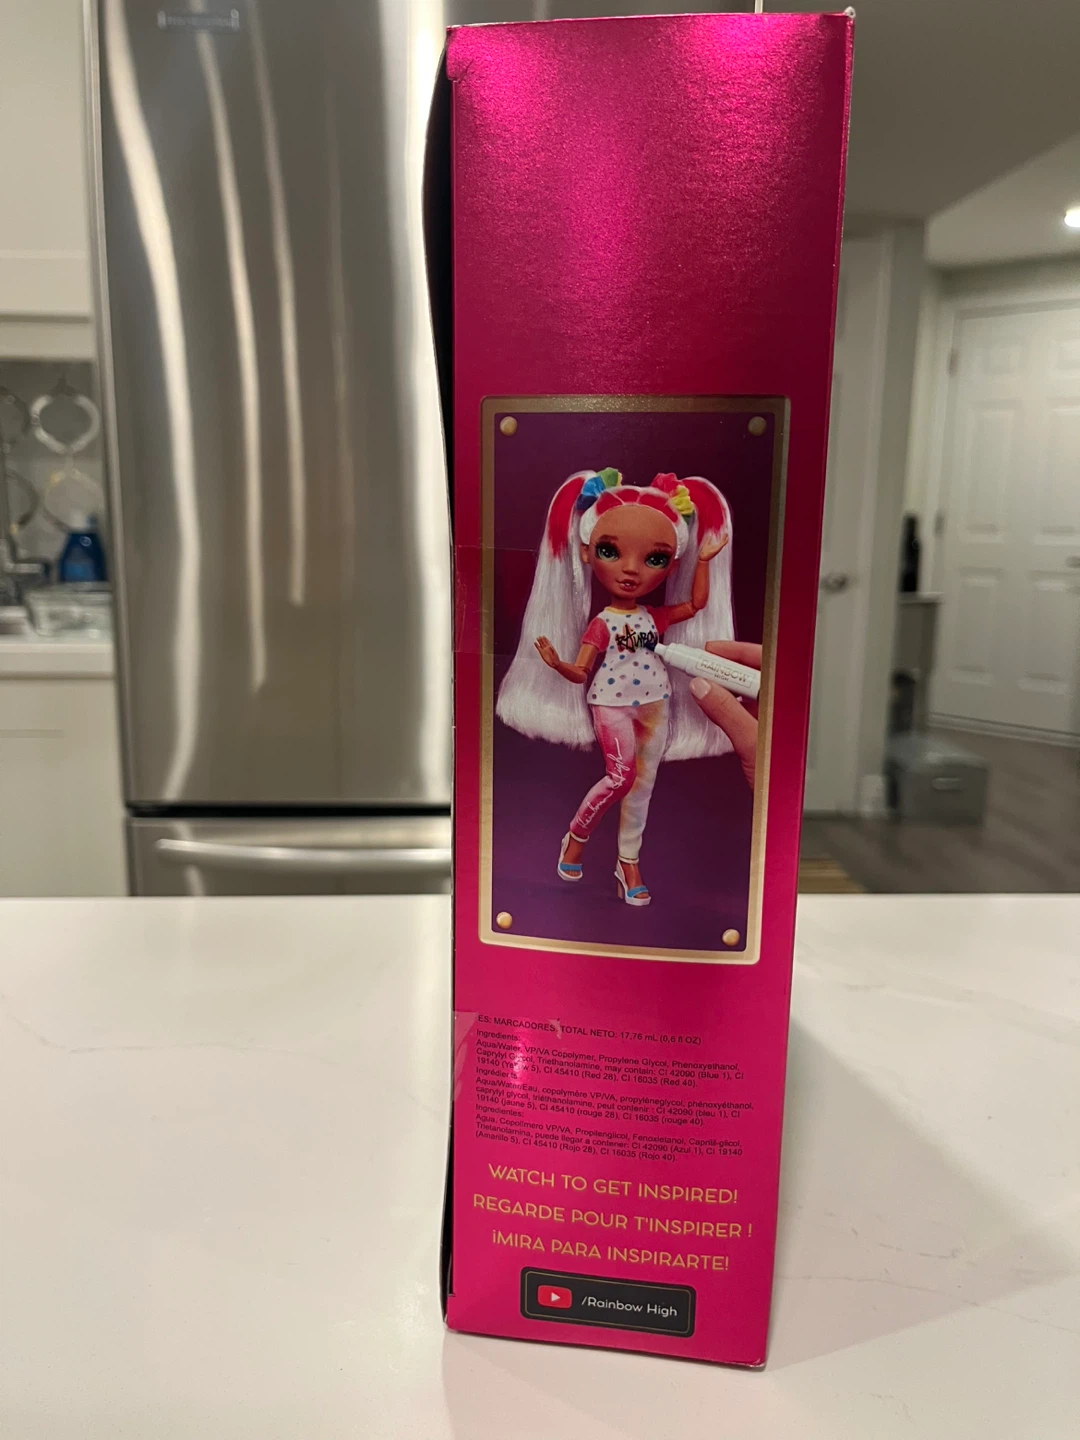 RAINBOW
Rainbow High
ES: MARCADORES, TOTAL NETO: 17,76 mL (0,6 fl OZ)
Ingredients:
Aqua/Water, VP/VA Copolymer, Propylene Glycol, Phenoxyethanol,
Caprylyl Glycol, Triethanolamine, may contain: CI 42090 (Blue 1), CI
19140 (Yellow 5), CI 45410 (Red 28), CI 16035 (Red 40).
Ingrédients:
Aqua/Water/Eau, copolymère VP/VA, propylèneglycol, phénoxyéthanol,
caprylyl glycol, triéthanolamine, peut contenir : CI 42090 (bleu 1), CI
19140 (jaune 5), CI 45410 (rouge 28), CI 16035 (rouge 40)
Ingredientes:
Agua, Copolímero VP/VA, Propilenglicol, Fenoxietanol, Caprilil-glicol,
Trietanolamina, puede llegar a contener: CI 42090 (Azul 1), CI 19140
(Amarillo 5), CI 45410 (Rojo 28), CI 16035 (Rojo 40).
WATCH TO GET INSPIRED!
REGARDE POUR T'INSPIRER !
¡MIRA PARA INSPIRARTE!
/Rainbow High